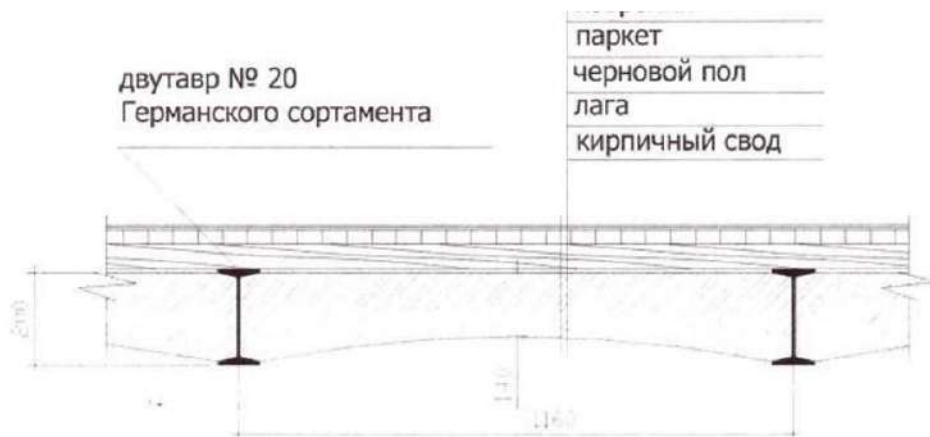 двутавр № 20
Германского сортамента
паркет
черновой пол
лага
кирпичный свод
200
140
1160